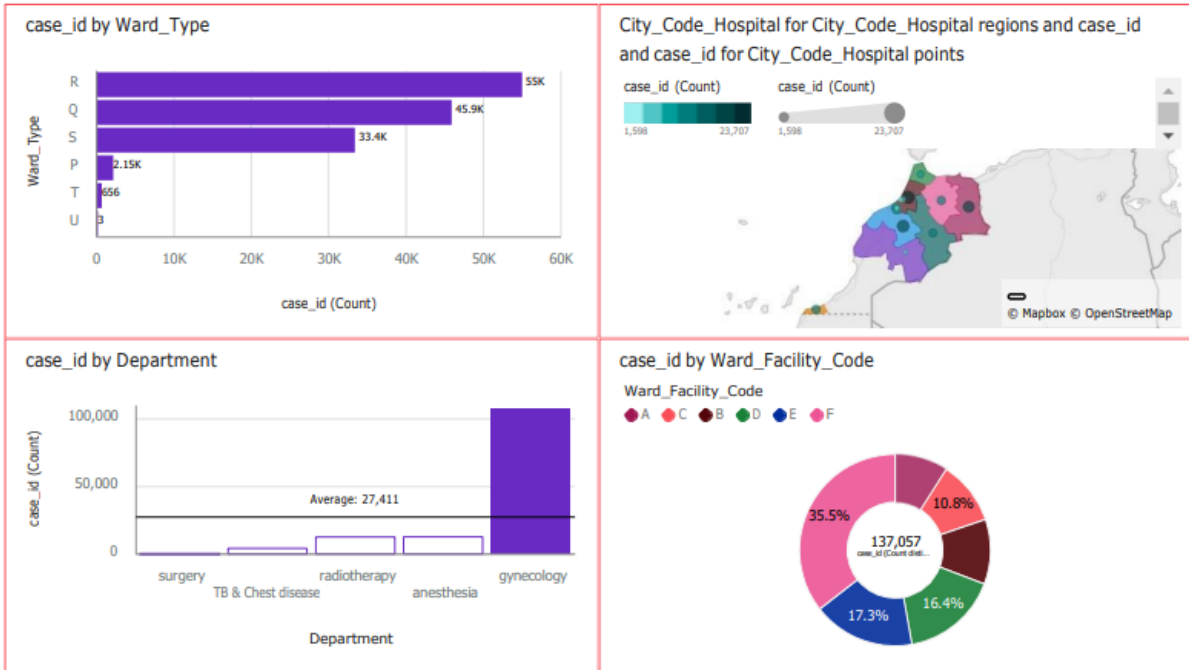 case_id by Ward_Type
Ward_Type
R
55K
Q
45.9K
S
33.4K
P
2.15K
T
656
U
3
0
10K
20K
30K
40K
50K
60K
case_id (Count)
City_Code_Hospital for City_Code_Hospital regions and case_id
and case_id for City_Code_Hospital points
case_id (Count)
1,598
23,707
case_id (Count)
1,598
23,707
© Mapbox © OpenStreetMap
case_id by Department
case_id (Count)
100,000
50,000
0
Average: 27,411
surgery
TB & Chest disease
radiotherapy
anesthesia
gynecology
Department
case_id by Ward_Facility_Code
Ward_Facility_Code
A C B D E F
10.8%
35.5%
137,057
case_id (Count disti...
16.4%
17.3%